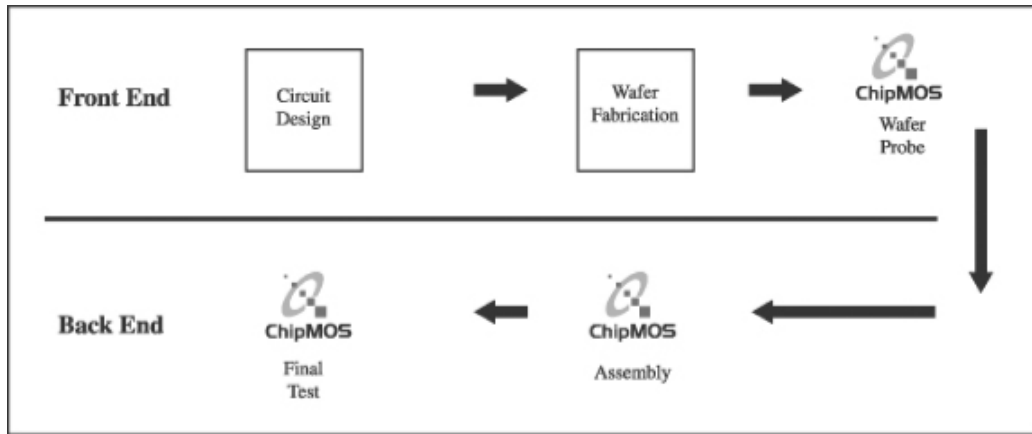 Front End
Circuit
Design
Wafer
Fabrication
ChipMOS
Wafer
Probe
Back End
ChipMOS
Final
Test
ChipMOS
Assembly